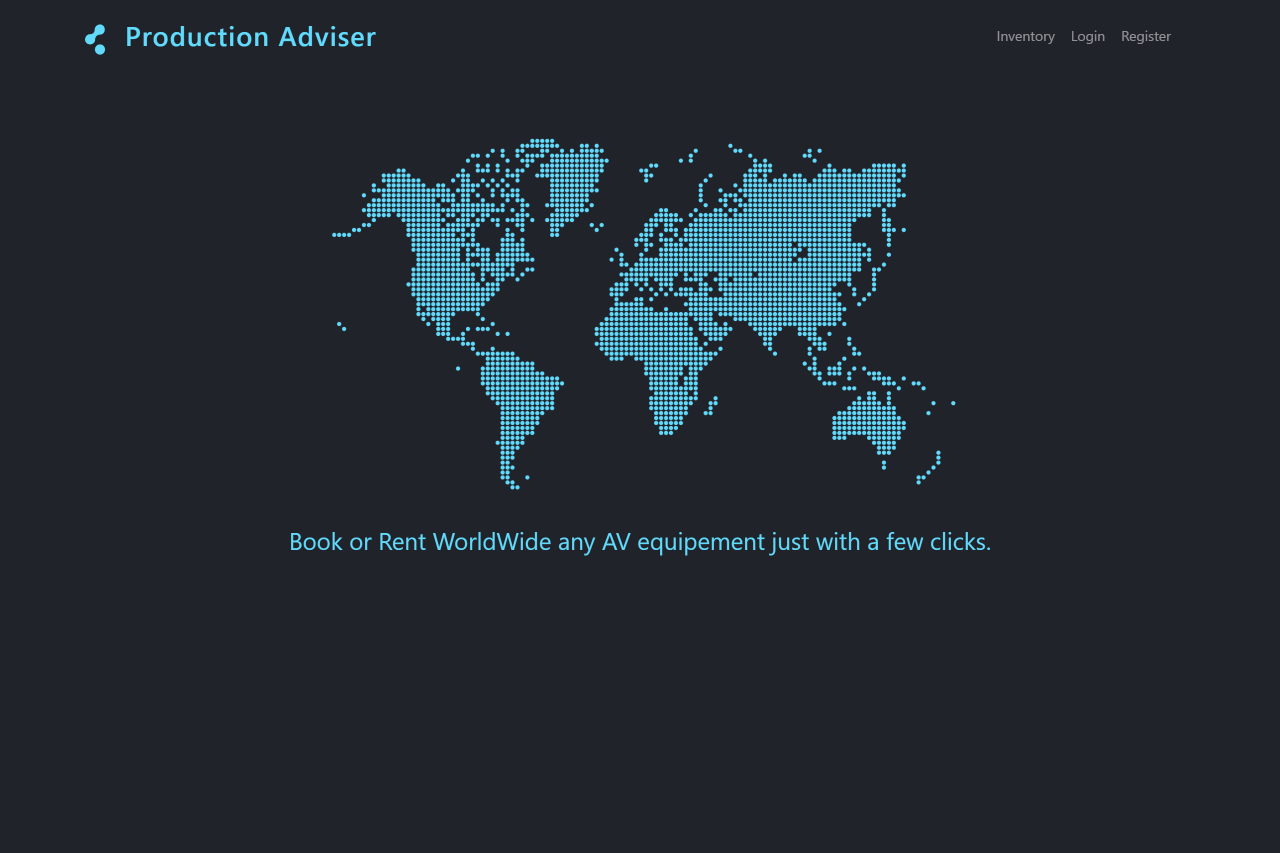 Production Adviser
Inventory Login Register
Book or Rent WorldWide any AV equipement just with a few clicks.